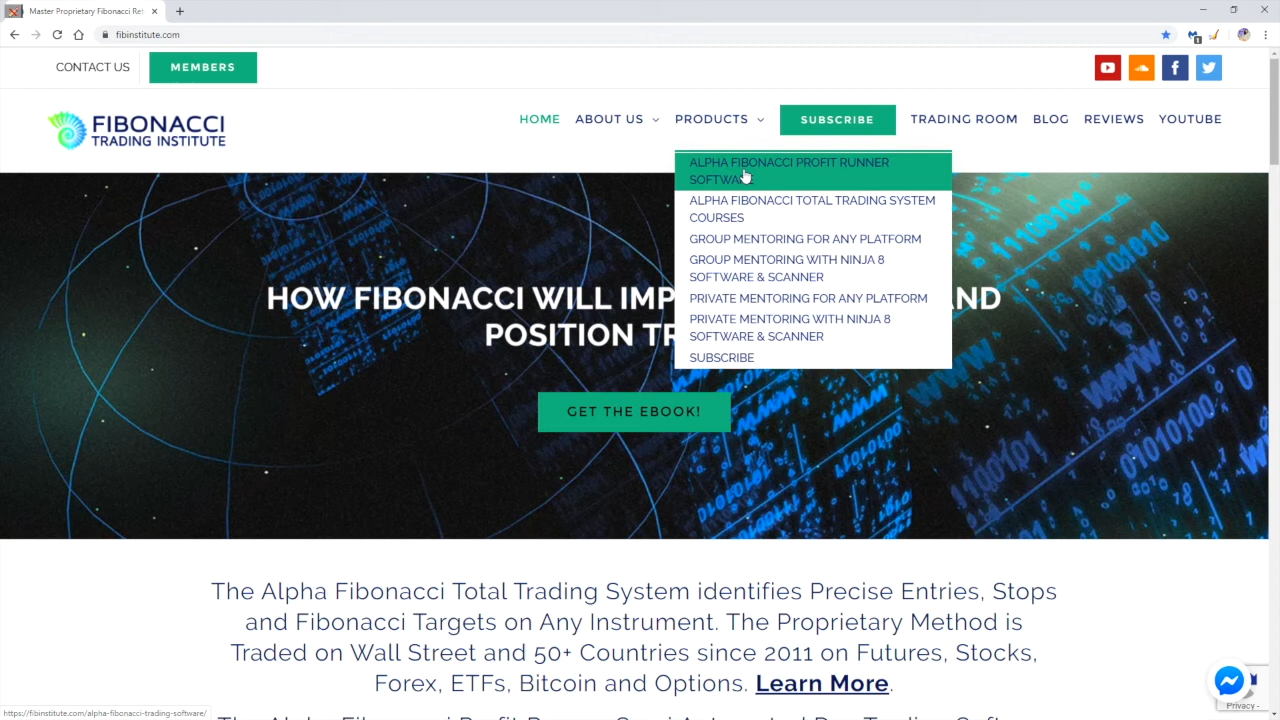 Master Proprietary Fibonacci Ret
fibinstitute.com
1
CONTACT US
MEMBERS
FIBONACCI
TRADING INSTITUTE
HOME
ABOUT US
PRODUCTS
SUBSCRIBE
TRADING ROOM
BLOG
REVIEWS
YOUTUBE
ALPHA FIBONACCI PROFIT RUNNER
SOFTWARE
ALPHA FIBONACCI TOTAL TRADING SYSTEM
COURSES
GROUP MENTORING FOR ANY PLATFORM
GROUP MENTORING WITH NINJA 8
SOFTWARE & SCANNER
PRIVATE MENTORING FOR ANY PLATFORM
PRIVATE MENTORING WITH NINJA 8
SOFTWARE & SCANNER
SUBSCRIBE
HOW FIBONACCI WILL IMP ND
POSITION TR
GET THE EBOOK!
The Alpha Fibonacci Total Trading System identifies Precise Entries, Stops
and Fibonacci Targets on Any Instrument. The Proprietary Method is
Traded on Wall Street and 50+ Countries since 2011 on Futures, Stocks,
Forex, ETFs, Bitcoin and Options. Learn More.
Privacy -
https://fibinstitute.com/alpha-fibonacci-trading-software/